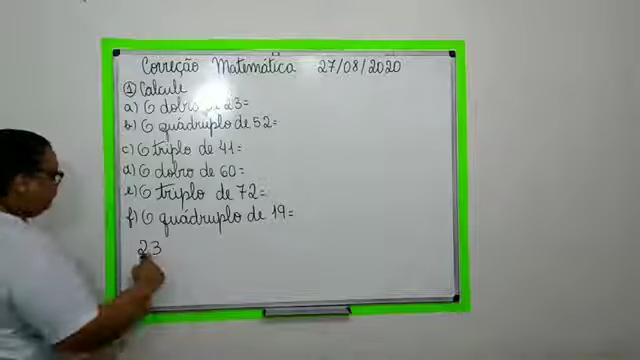 Correção Matemática 27/08/2020
① Calcule
a) O dobro de 23=
b) O quádruplo de 52=
c) O triplo de 41=
d) O dobro de 60=
e) O triplo de 72=
f) O quádruplo de 19=
23